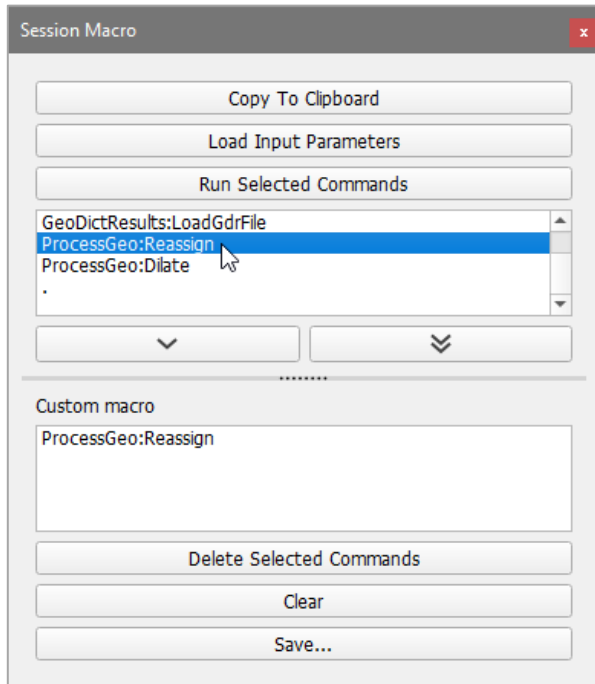 Session Macro
x
Copy To Clipboard
Load Input Parameters
Run Selected Commands
GeoDictResults:LoadGdrFile
ProcessGeo:Reassign
ProcessGeo:Dilate
.
Custom macro
ProcessGeo:Reassign
Delete Selected Commands
Clear
Save...